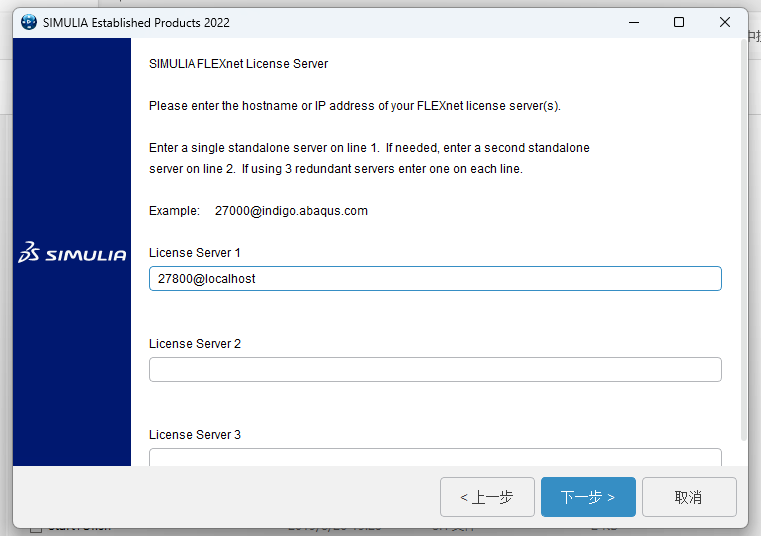 SIMULIA Established Products 2022
SIMULIA FLEXnet License Server
Please enter the hostname or IP address of your FLEXnet license server(s).
Enter a single standalone server on line 1. If needed, enter a second standalone
server on line 2. If using 3 redundant servers enter one on each line.
Example: 27000@indigo.abaqus.com
SIMULIA
License Server 1
27800@localhost
License Server 2
License Server 3
< 上一步
下一步 >
取消